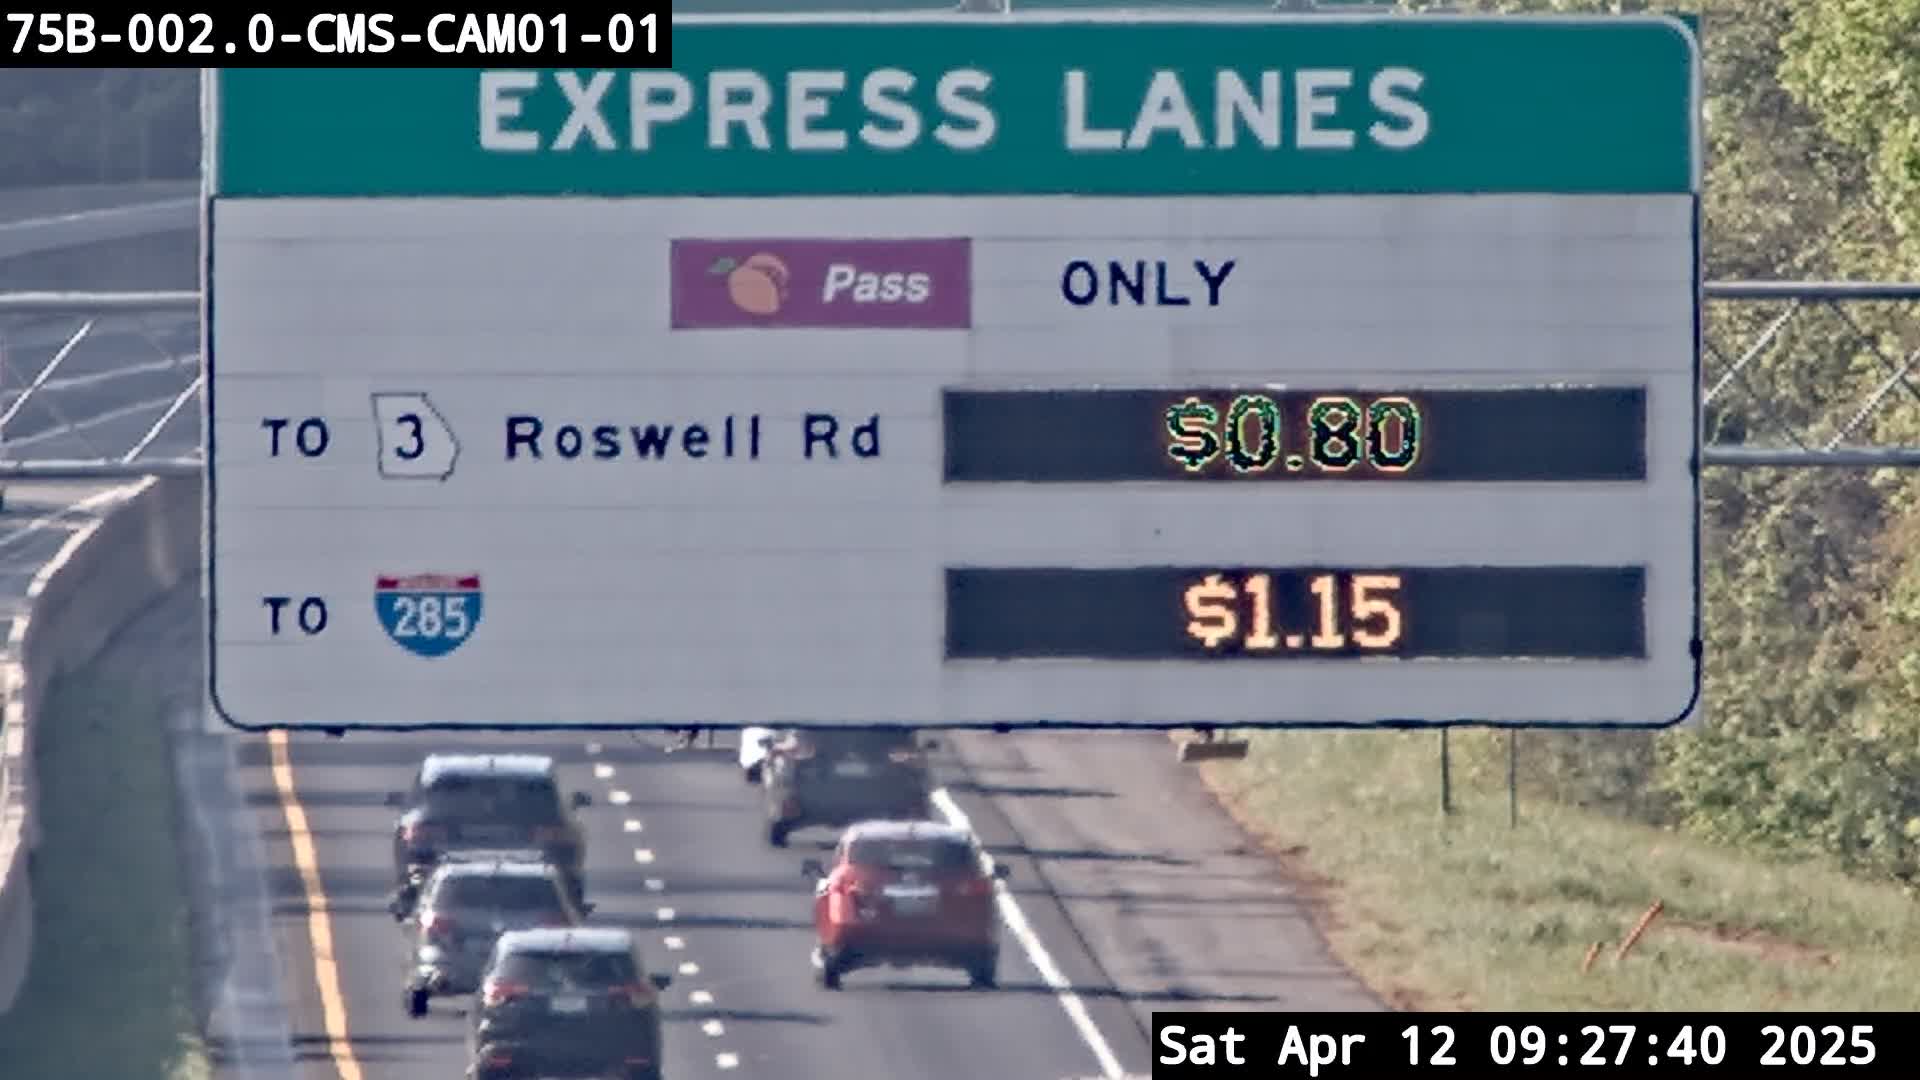 75B-002.0-CMS-CAM01-01
EXPRESS LANES
Pass ONLY
TO 3 Roswell Rd $0.80
TO 285 $1.15
Sat Apr 12 09:27:40 2025